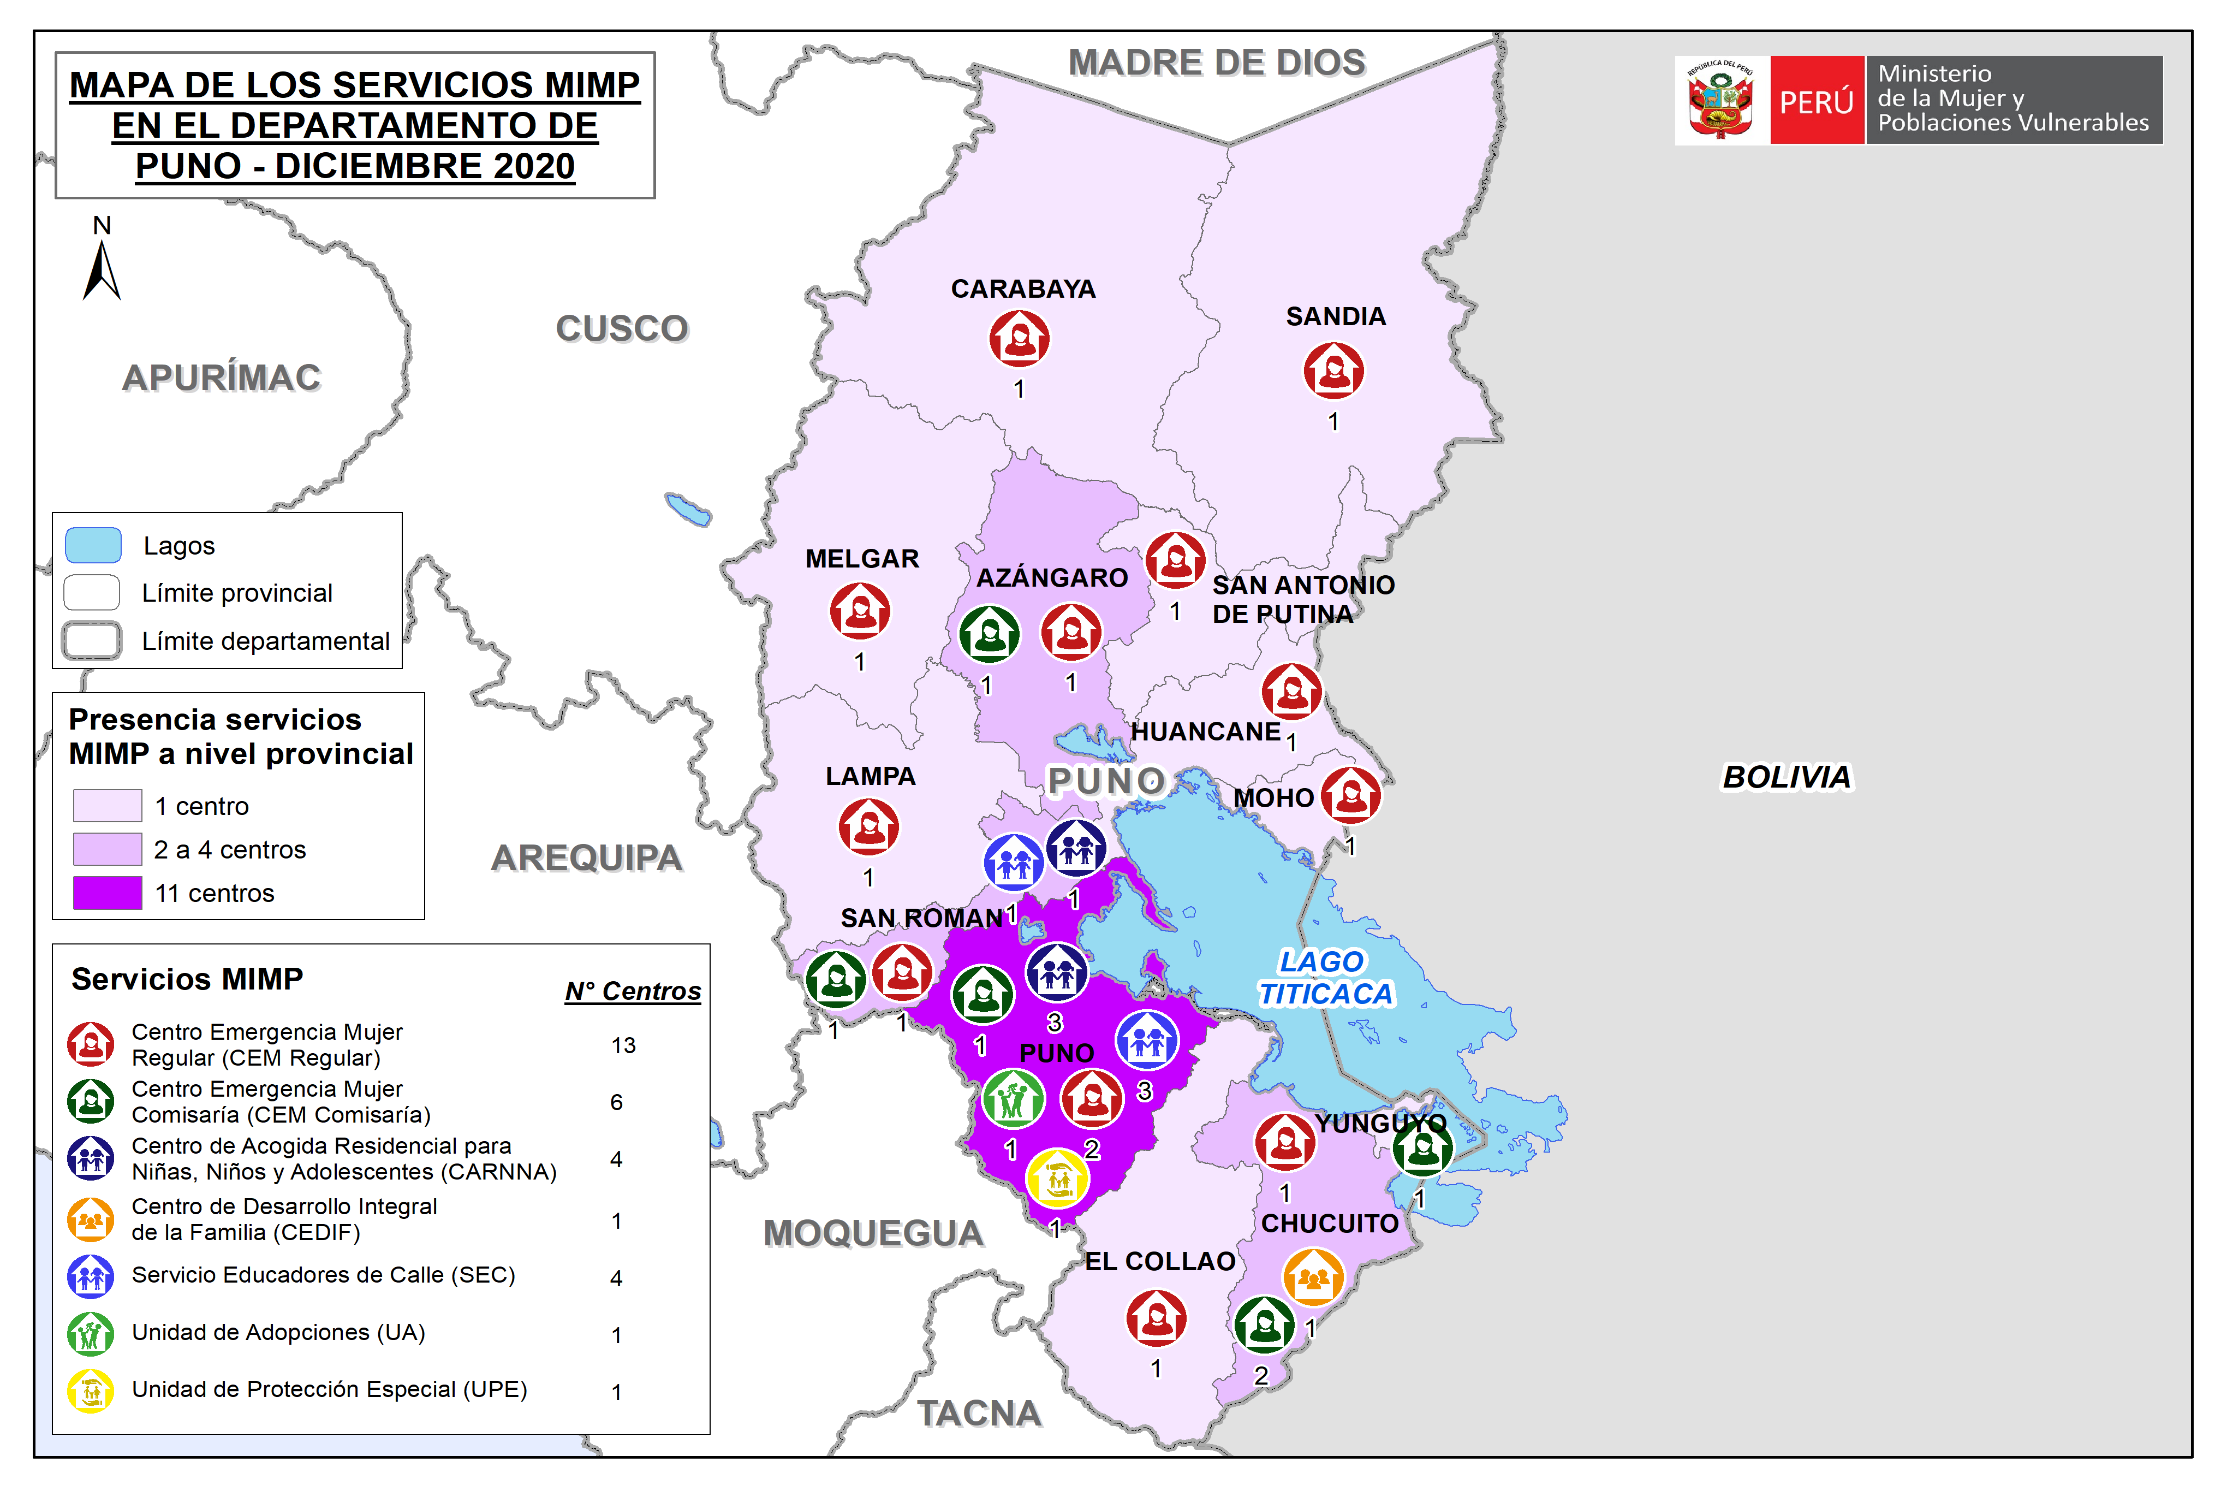 MAPA DE LOS SERVICIOS MIMP
EN EL DEPARTAMENTO DE
PUNO - DICIEMBRE 2020
N
MADRE DE DIOS
REPÚBLICA DEL PERÚ
PERÚ
Ministerio
de la Mujer y
Poblaciones Vulnerables
CUSCO
APURÍMAC
CARABAYA
1
SANDIA
1
Lagos
Límite provincial
Límite departamental
MELGAR
1
AZÁNGARO
1
1
1
SAN ANTONIO
DE PUTINA
HUANCANE
1
PUNO
LAMPA
1
MOHO
1
BOLIVIA
AREQUIPA
Presencia servicios
MIMP a nivel provincial
1 centro
2 a 4 centros
11 centros
SAN ROMAN
1
1
1
1
LAGO
TITICACA
PUNO
1
3
3
1
2
1
YUNGUYO
1
CHUCUITO
1
1
2
EL COLLAO
1
MOQUEGUA
TACNA
Servicios MIMP
N° Centros
Centro Emergencia Mujer
Regular (CEM Regular)
13
Centro Emergencia Mujer
Comisaría (CEM Comisaría)
6
Centro de Acogida Residencial para
Niñas, Niños y Adolescentes (CARNNA)
4
Centro de Desarrollo Integral
de la Familia (CEDIF)
1
Servicio Educadores de Calle (SEC)
4
Unidad de Adopciones (UA)
1
Unidad de Protección Especial (UPE)
1